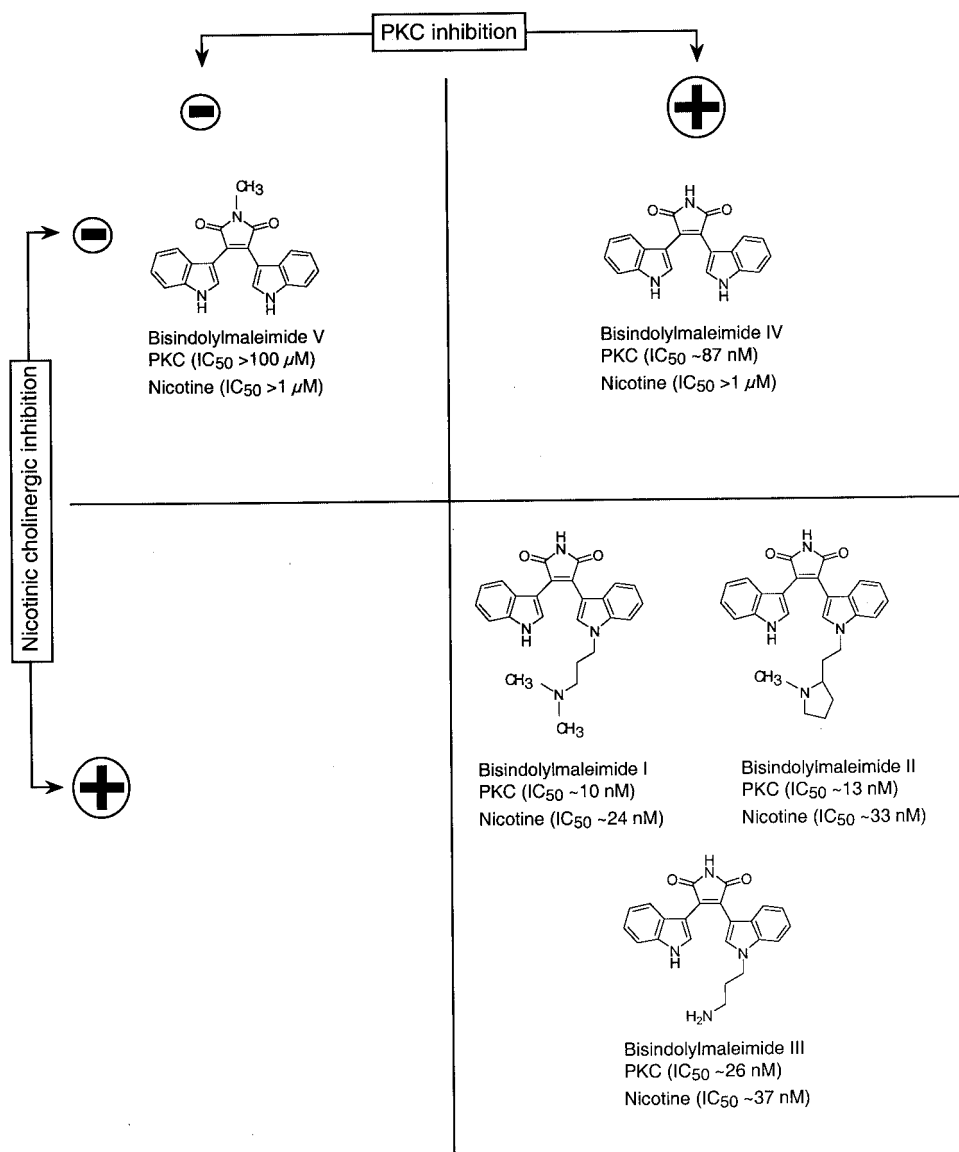 PKC inhibition
Nicotinic cholinergic inhibition
CH3
N
O
O
N
H
N
H
Bisindolylmaleimide V
PKC (IC50 >100 µM)
Nicotine (IC50 >1 µM)
H
N
O
O
N
H
N
H
Bisindolylmaleimide IV
PKC (IC50 ~87 nM)
Nicotine (IC50 >1 µM)
H
N
O
O
N
H
N
CH3
N
CH3
Bisindolylmaleimide I
PKC (IC50 ~10 nM)
Nicotine (IC50 ~24 nM)
H
N
O
O
N
H
N
CH3
N
Bisindolylmaleimide II
PKC (IC50 ~13 nM)
Nicotine (IC50 ~33 nM)
H
N
O
O
N
H
N
H2N
Bisindolylmaleimide III
PKC (IC50 ~26 nM)
Nicotine (IC50 ~37 nM)